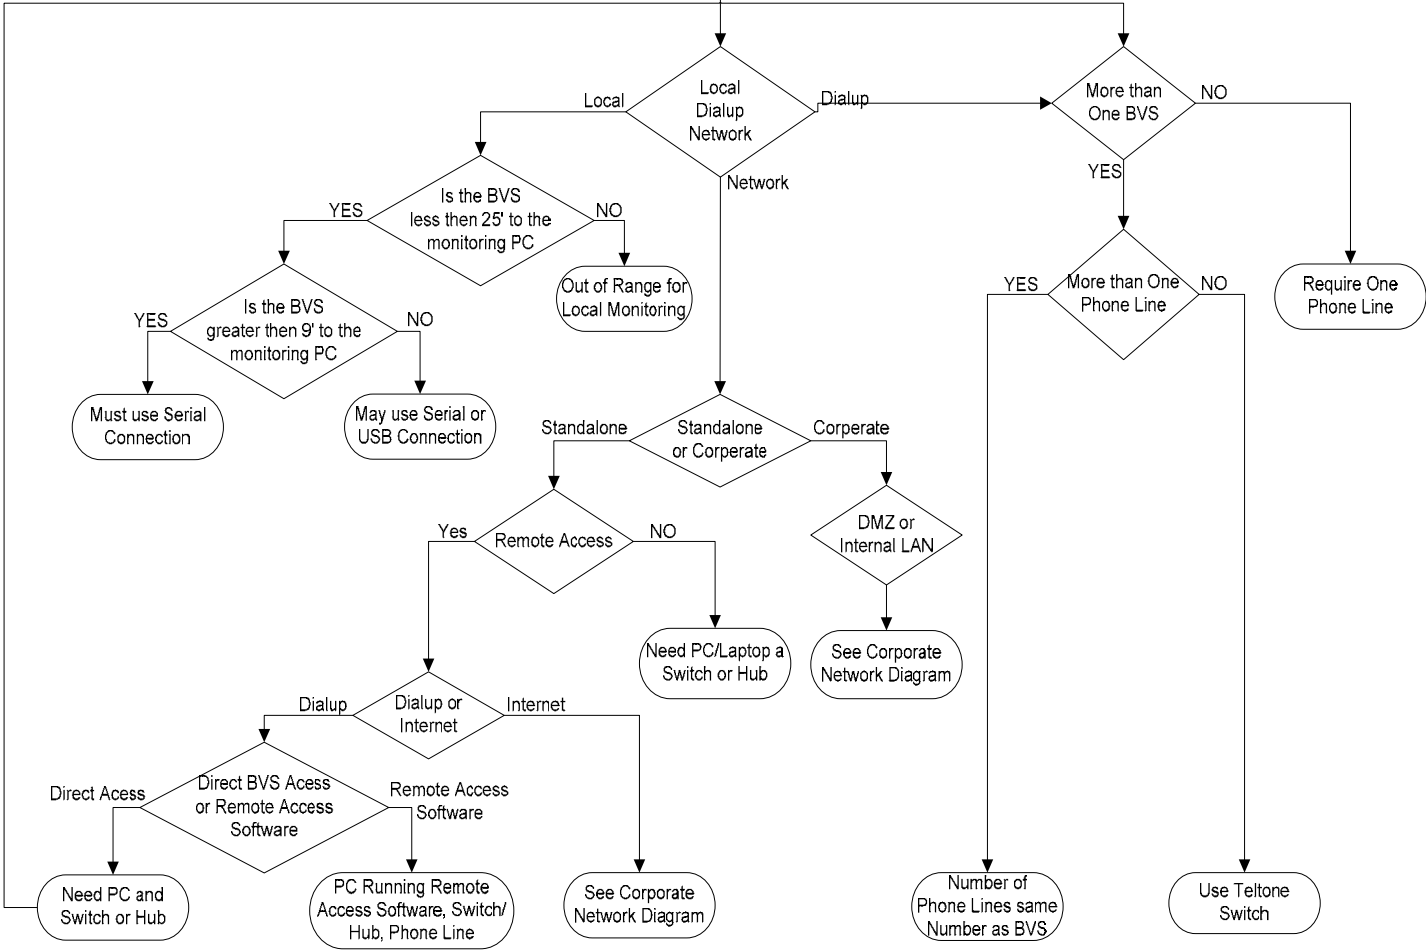 Local
Dialup
Network
Local
Dialup
Network
More than
One BVS
NO
YES
Is the BVS
less then 25' to the
monitoring PC
YES
NO
Out of Range for
Local Monitoring
More than One
Phone Line
YES
NO
Require One
Phone Line
Is the BVS
greater then 9' to the
monitoring PC
YES
NO
Must use Serial
Connection
May use Serial or
USB Connection
Standalone
or Corperate
Standalone
Corperate
Remote Access
Yes
NO
DMZ or
Internal LAN
Need PC/Laptop a
Switch or Hub
See Corporate
Network Diagram
Dialup or
Internet
Dialup
Internet
Direct BVS Acess
or Remote Access
Software
Direct Acess
Remote Access
Software
Need PC and
Switch or Hub
PC Running Remote
Access Software, Switch/
Hub, Phone Line
See Corporate
Network Diagram
Number of
Phone Lines same
Number as BVS
Use Teltone
Switch